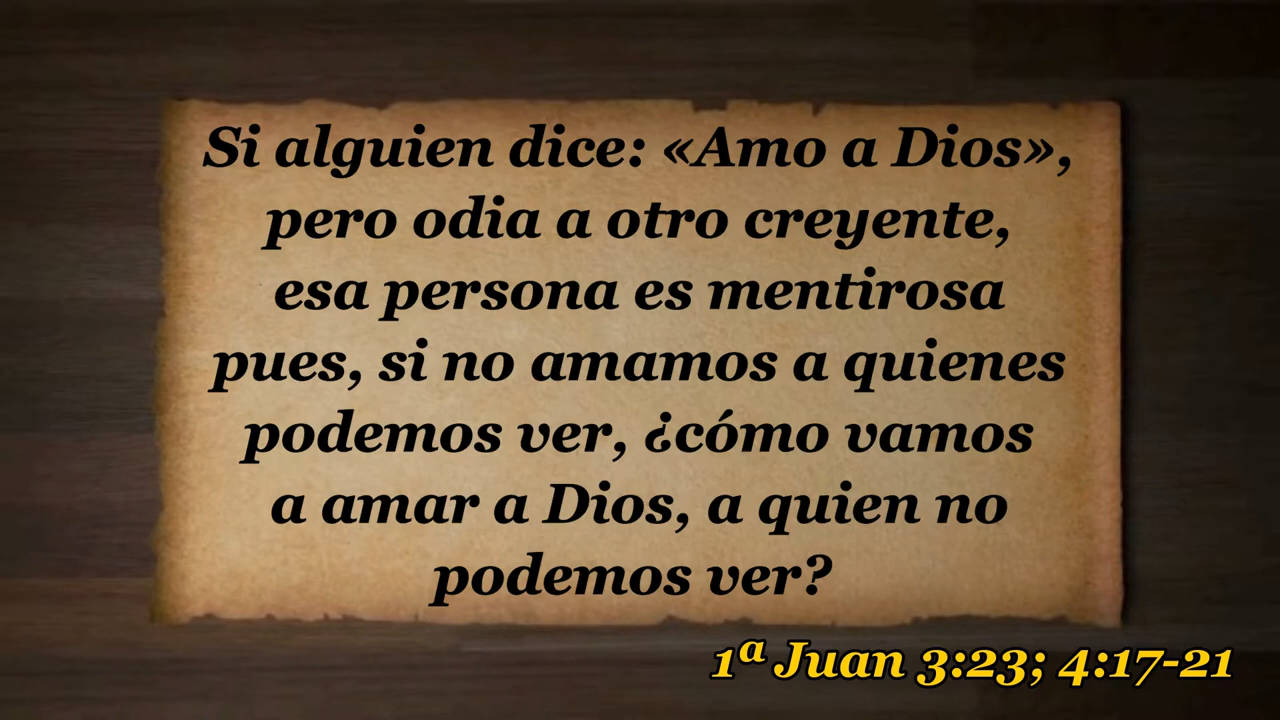 Si alguien dice: «Amo a Dios»,
pero odia a otro creyente,
esa persona es mentirosa
pues, si no amamos a quienes
podemos ver, ¿cómo vamos
a amar a Dios, a quien no
podemos ver?
1ª Juan 3:23; 4:17-21